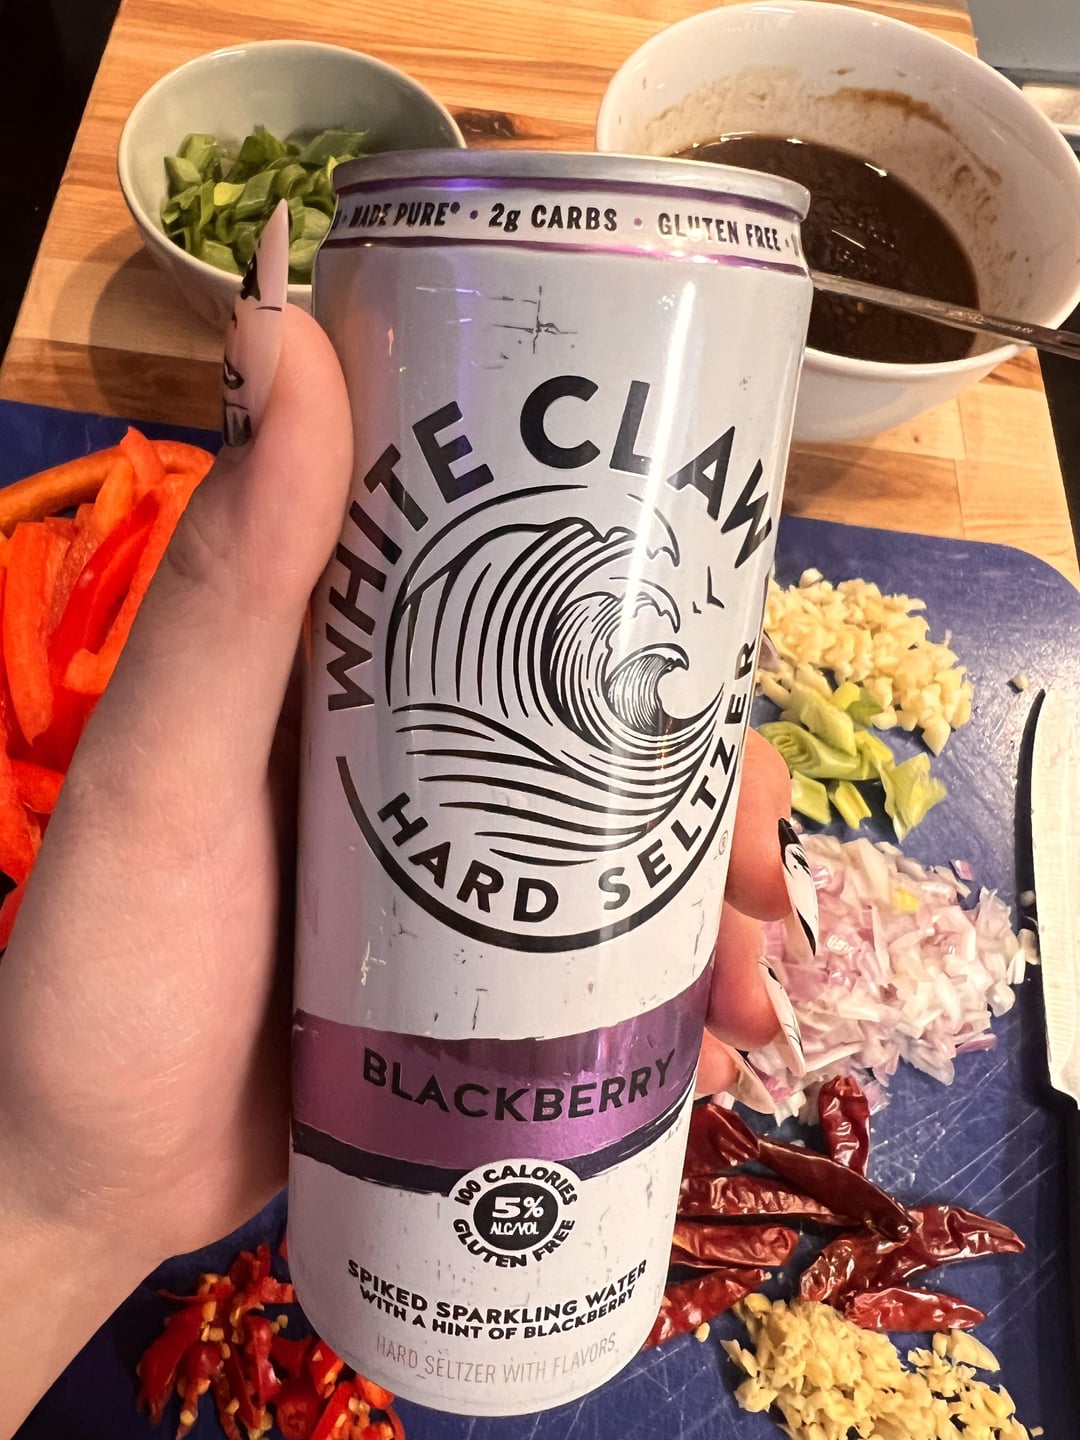 MADE PURE® • 2g CARBS • GLUTEN FREE •
WHITE CLAW
HARD SELTZER
®
BLACKBERRY
100 CALORIES
5%
ALC/VOL
GLUTEN FREE
SPIKED SPARKLING WATER
WITH A HINT OF BLACKBERRY
HARD SELTZER WITH FLAVORS